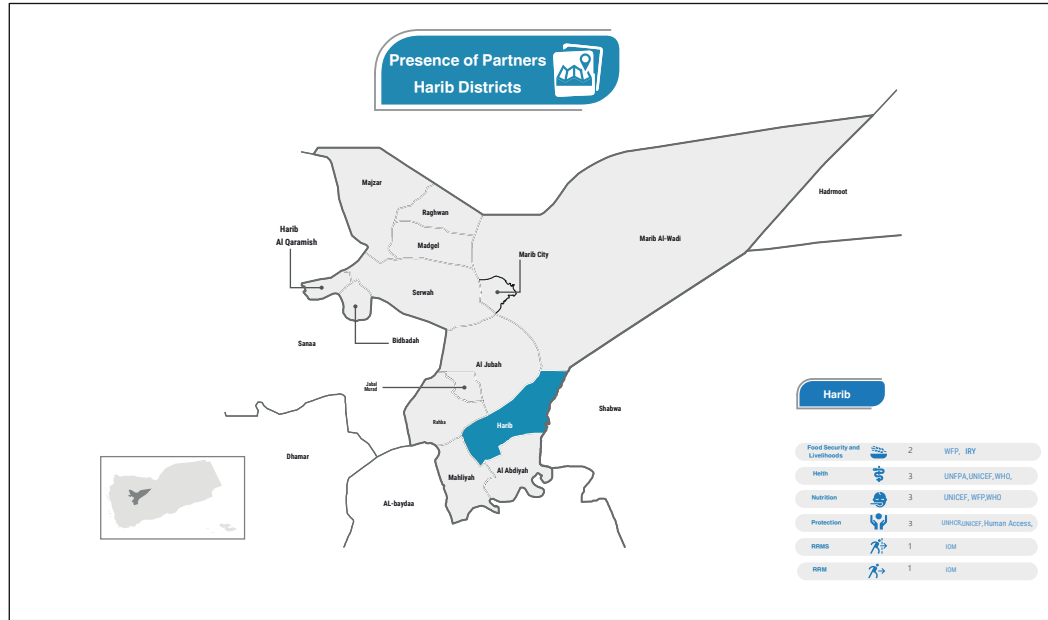 Presence of Partners
Harib Districts
Majzar
Hadrmoot
Raghwan
Harib
Al Qaramish
Madgel
Marib Al-Wadi
Marib City
Serwah
Sanaa
Bidbadah
Al Jubah
Jabal
Murad
Harib
Shabwa
Rahba
Harib
Dhamar
Mahliyah
Al Abdiyah
AL-baydaa
Food Security and
Livelihoods
2
WFP, IRY
Helth
3
UNFPA,UNICEF,WHO,
Nutrition
3
UNICEF, WFP,WHO
Protection
3
UNHCR,UNICEF,Human Access,
RRMS
1
IOM
RRM
1
IOM